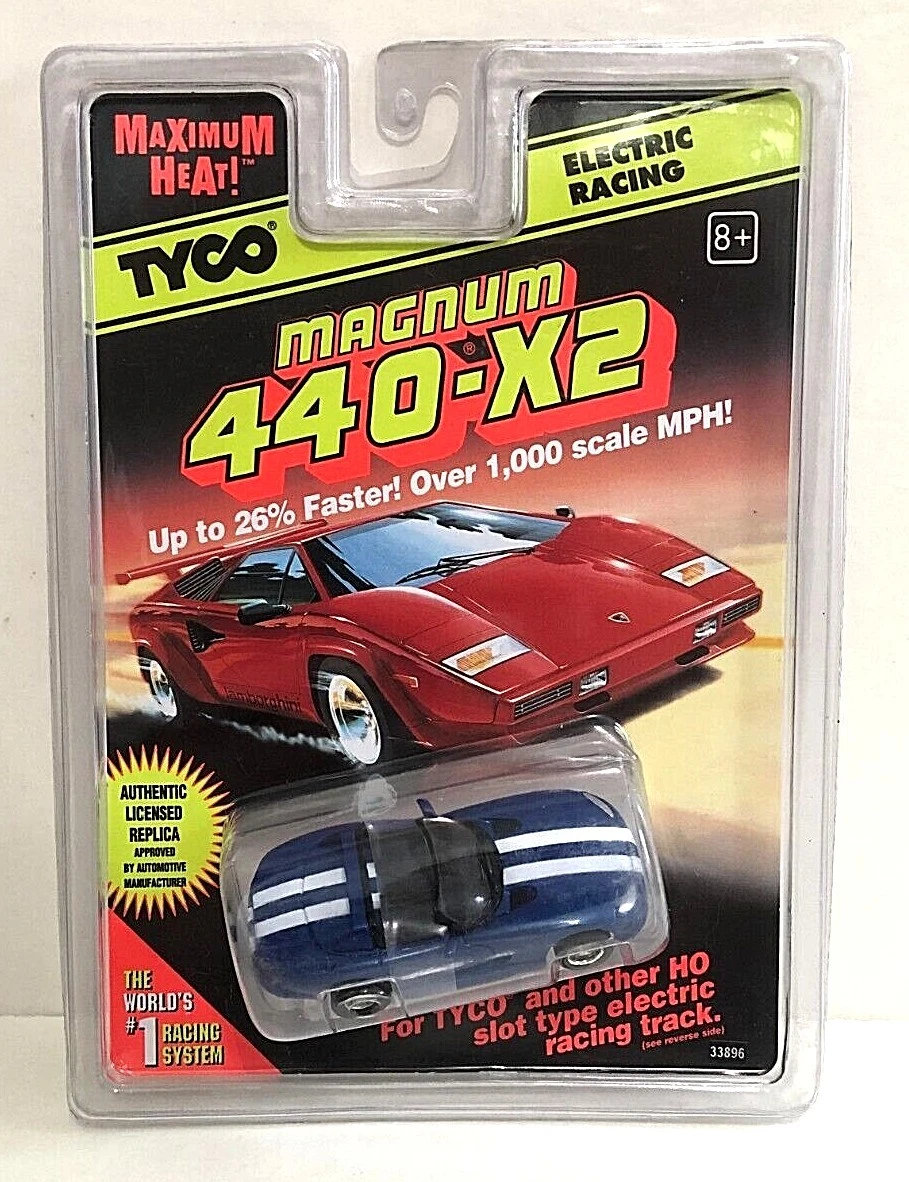 MAXIMUM
HEAT!™
TYCO®
ELECTRIC
RACING
8+
MAGNUM®
440-X2
Up to 26% Faster! Over 1,000 scale MPH!
lamborghini
AUTHENTIC
LICENSED
REPLICA
APPROVED
BY AUTOMOTIVE
MANUFACTURER
THE
WORLD'S
#1 RACING
SYSTEM
For TYCO® and other HO
slot type electric
racing track.
(see reverse side)
33896